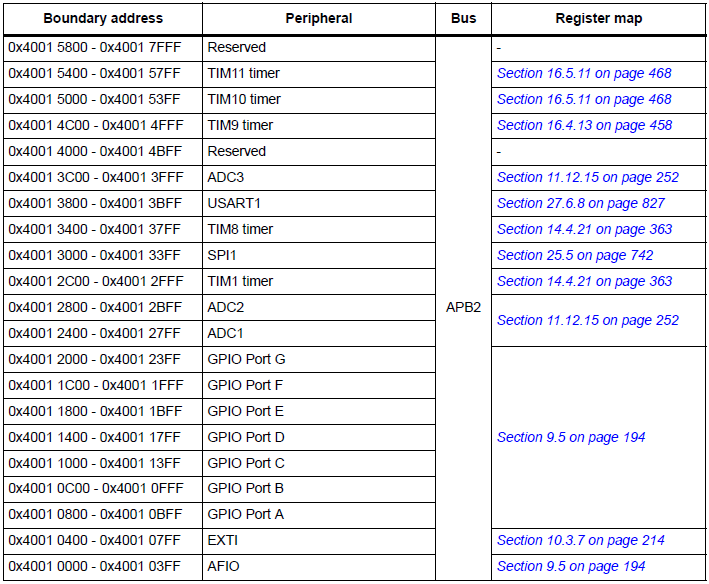 Boundary address Peripheral Bus Register map
0x4001 5800 - 0x4001 7FFF Reserved -
0x4001 5400 - 0x4001 57FF TIM11 timer Section 16.5.11 on page 468
0x4001 5000 - 0x4001 53FF TIM10 timer Section 16.5.11 on page 468
0x4001 4C00 - 0x4001 4FFF TIM9 timer Section 16.4.13 on page 458
0x4001 4000 - 0x4001 4BFF Reserved -
0x4001 3C00 - 0x4001 3FFF ADC3 Section 11.12.15 on page 252
0x4001 3800 - 0x4001 3BFF USART1 Section 27.6.8 on page 827
0x4001 3400 - 0x4001 37FF TIM8 timer Section 14.4.21 on page 363
0x4001 3000 - 0x4001 33FF SPI1 Section 25.5 on page 742
0x4001 2C00 - 0x4001 2FFF TIM1 timer Section 14.4.21 on page 363
0x4001 2800 - 0x4001 2BFF ADC2 APB2 Section 11.12.15 on page 252
0x4001 2400 - 0x4001 27FF ADC1
0x4001 2000 - 0x4001 23FF GPIO Port G
0x4001 1C00 - 0x4001 1FFF GPIO Port F
0x4001 1800 - 0x4001 1BFF GPIO Port E
0x4001 1400 - 0x4001 17FF GPIO Port D Section 9.5 on page 194
0x4001 1000 - 0x4001 13FF GPIO Port C
0x4001 0C00 - 0x4001 0FFF GPIO Port B
0x4001 0800 - 0x4001 0BFF GPIO Port A
0x4001 0400 - 0x4001 07FF EXTI Section 10.3.7 on page 214
0x4001 0000 - 0x4001 03FF AFIO Section 9.5 on page 194